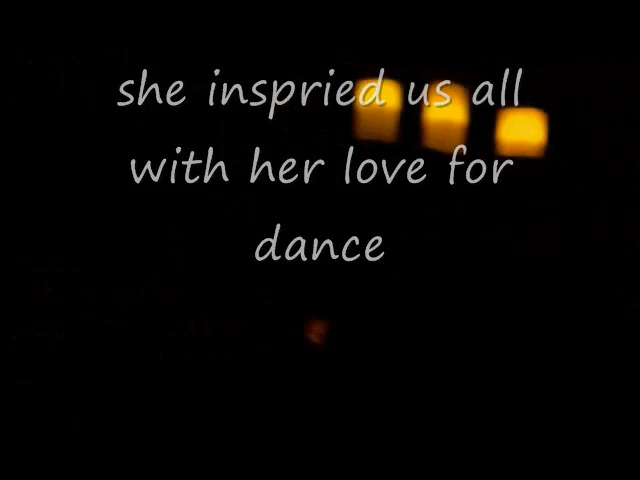 she inspried us all
with her love for
dance